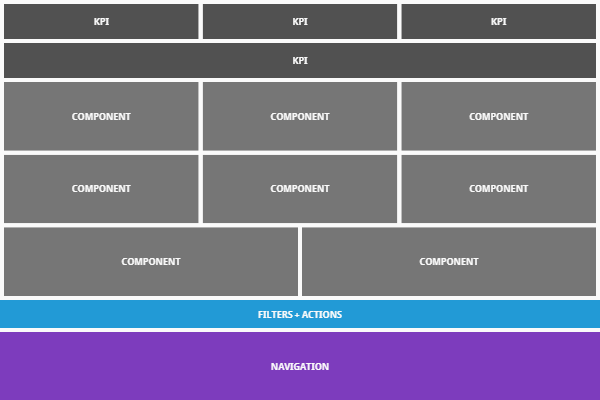 KPI KPI KPI
KPI
COMPONENT COMPONENT COMPONENT
COMPONENT COMPONENT COMPONENT
COMPONENT COMPONENT
FILTERS + ACTIONS
NAVIGATION